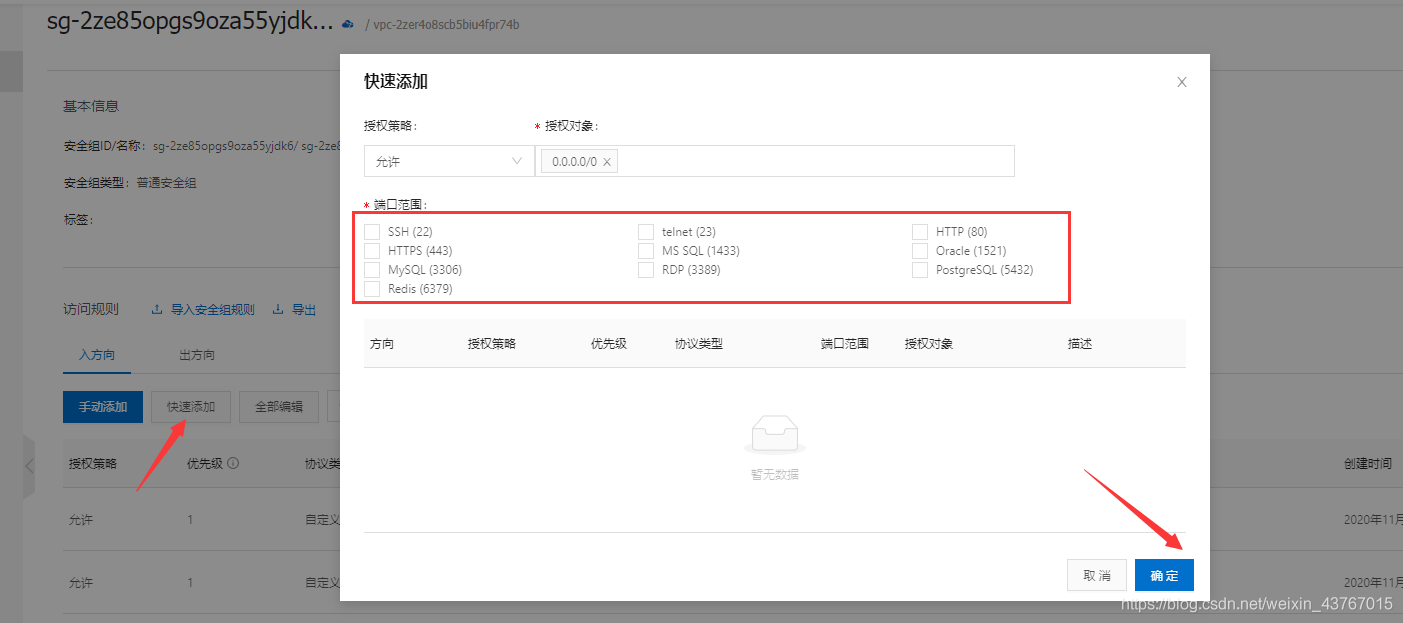 sg-2ze85opgs9oza55yjdk... / vpc-2zer4o8scb5biu4fpr74b
基本信息
安全组ID/名称: sg-2ze85opgs9oza55yjdk6/ sg-2ze8
安全组类型: 普通安全组
标签:
访问规则 导入安全组规则 导出
入方向 出方向
手动添加 快速添加 全部编辑
授权策略 优先级 协议类 创建时间
允许 1 自定义 2020年11月
允许 1 自定义 2020年11月
快速添加
授权策略: * 授权对象:
允许 0.0.0.0/0
* 端口范围:
SSH (22) telnet (23) HTTP (80)
HTTPS (443) MS SQL (1433) Oracle (1521)
MySQL (3306) RDP (3389) PostgreSQL (5432)
Redis (6379)
方向 授权策略 优先级 协议类型 端口范围 授权对象 描述
暂无数据
取消 确定
https://blog.csdn.net/weixin_43767015